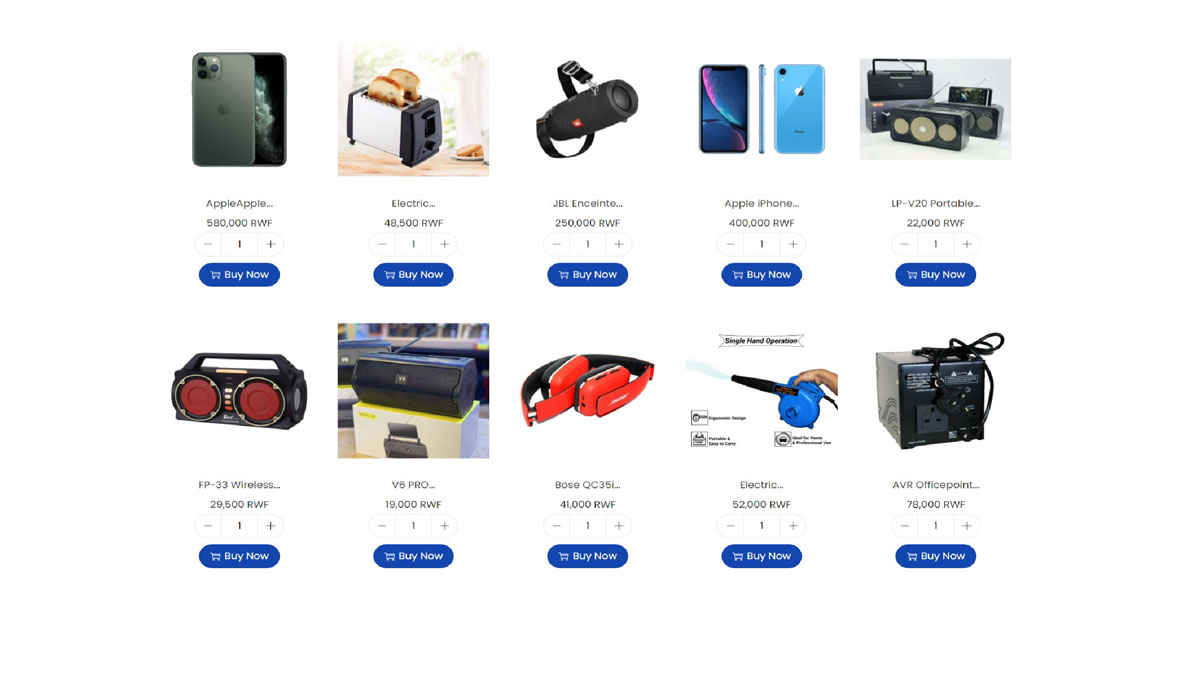 AppleApple...
580,000 RWF
1
Buy Now
Electric...
48,500 RWF
1
Buy Now
JBL Enceinte...
250,000 RWF
1
Buy Now
Apple iPhone...
400,000 RWF
1
Buy Now
LP-V20 Portable...
22,000 RWF
1
Buy Now
FP-33 Wireless...
29,500 RWF
1
Buy Now
V6
V6
V6 PRO...
19,000 RWF
1
Buy Now
Bose QC35i...
41,000 RWF
1
Buy Now
Single Hand Operation
Ergonomic Design
Portable &
Easy to Carry
Ideal for Home
& Professional Use
Electric...
52,000 RWF
1
Buy Now
AVR Officepoint...
78,000 RWF
1
Buy Now